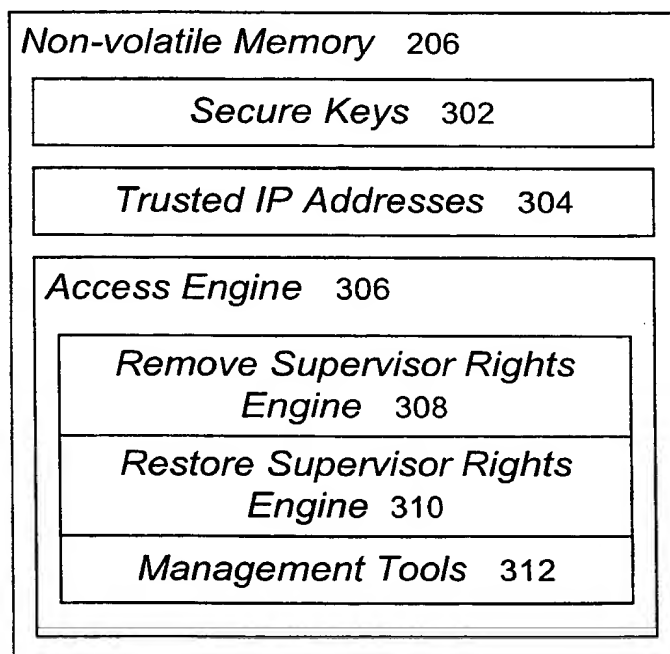 Non-volatile Memory 206
Secure Keys 302
Trusted IP Addresses 304
Access Engine 306
Remove Supervisor Rights
Engine 308
Restore Supervisor Rights
Engine 310
Management Tools 312